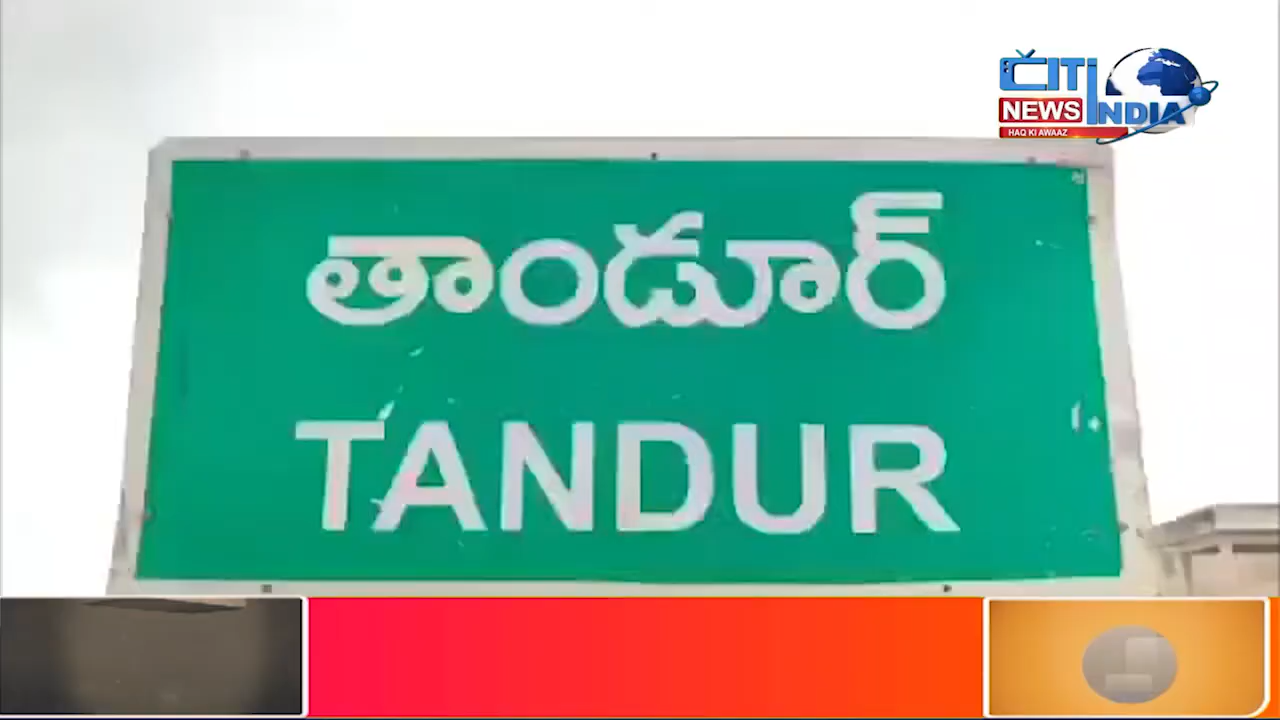 CITI
NEWS INDIA
HAQ KI AWAAZ
తాండూర్
TANDUR